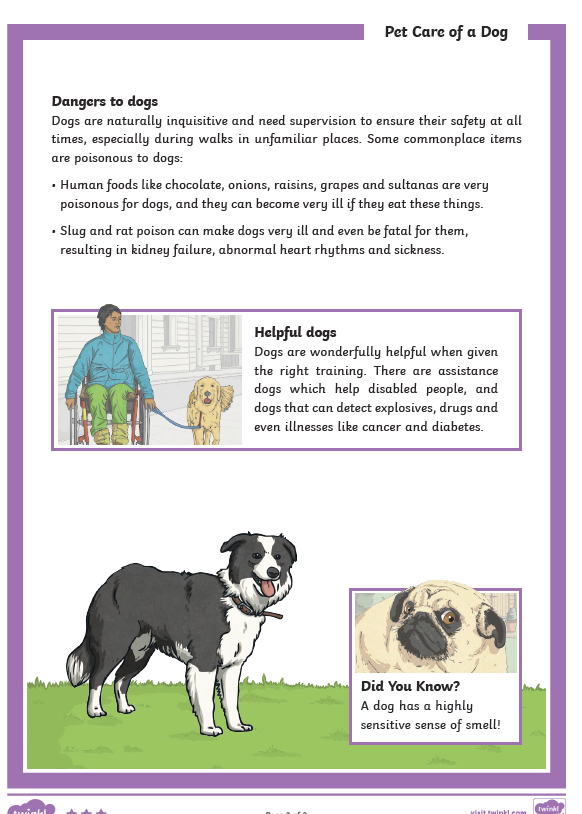 Pet Care of a Dog
Dangers to dogs
Dogs are naturally inquisitive and need supervision to ensure their safety at all
times, especially during walks in unfamiliar places. Some commonplace items
are poisonous to dogs:
• Human foods like chocolate, onions, raisins, grapes and sultanas are very
poisonous for dogs, and they can become very ill if they eat these things.
• Slug and rat poison can make dogs very ill and even be fatal for them,
resulting in kidney failure, abnormal heart rhythms and sickness.
Helpful dogs
Dogs are wonderfully helpful when given
the right training. There are assistance
dogs which help disabled people, and
dogs that can detect explosives, drugs and
even illnesses like cancer and diabetes.
Did You Know?
A dog has a highly
sensitive sense of smell!
twinkl
visit twinkl.com
twinkl